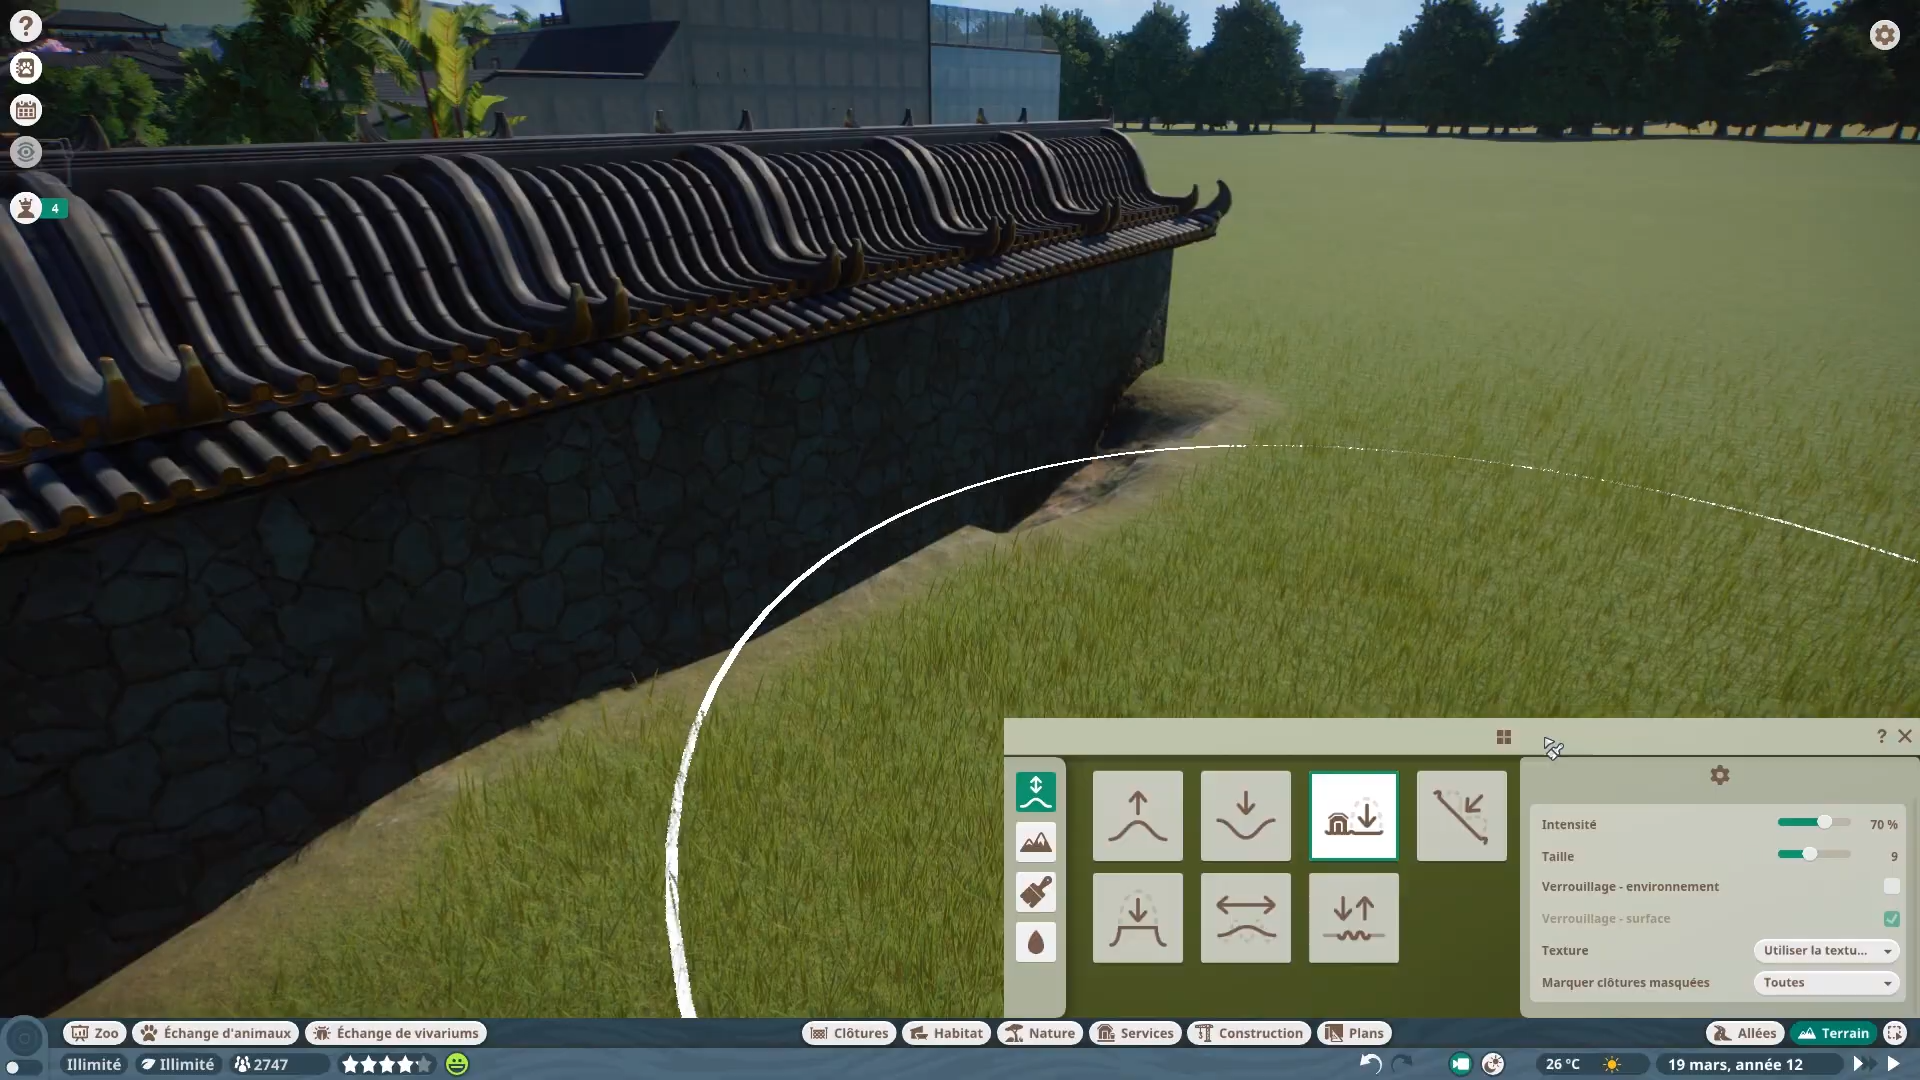 ?
4
?
Intensité 70 %
Taille 9
Verrouillage - environnement
Verrouillage - surface
Texture Utiliser la textu...
Marquer clôtures masquées Toutes
Zoo Échange d'animaux Échange de vivariums Clôtures Habitat Nature Services Construction Plans Allées Terrain
Illimité Illimité 2747 26 °C 19 mars, année 12